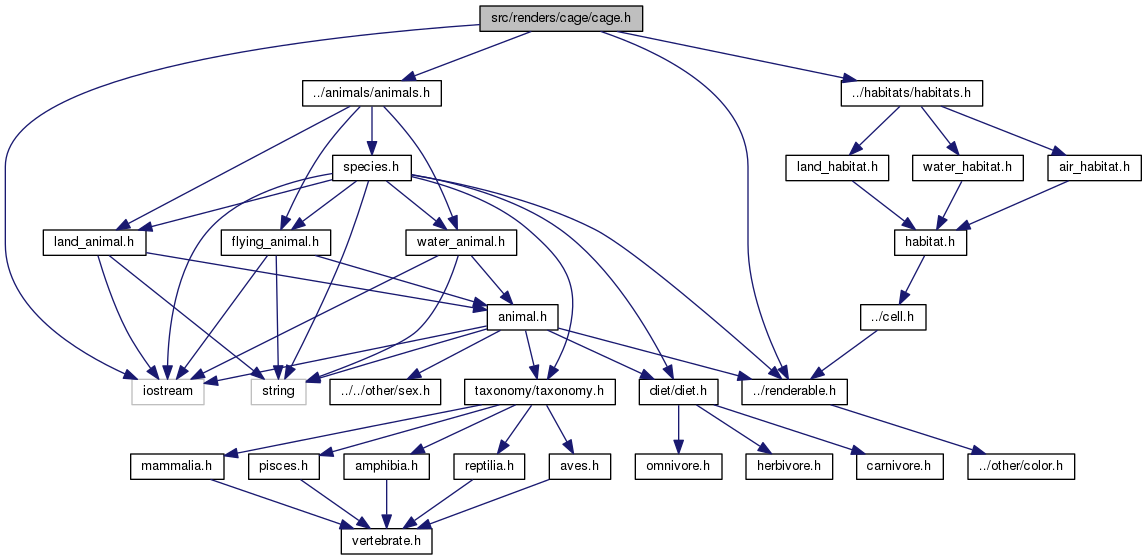 src/renders/cage/cage.h
../animals/animals.h
../habitats/habitats.h
species.h
land_habitat.h
water_habitat.h
air_habitat.h
land_animal.h
flying_animal.h
water_animal.h
habitat.h
animal.h
../cell.h
iostream
string
../../other/sex.h
taxonomy/taxonomy.h
diet/diet.h
../renderable.h
mammalia.h
pisces.h
amphibia.h
reptilia.h
aves.h
omnivore.h
herbivore.h
carnivore.h
../other/color.h
vertebrate.h